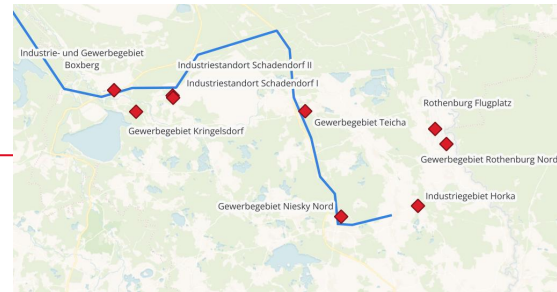 Industrie- und Gewerbegebiet
Boxberg
Industriestandort Schadendorf II
Industriestandort Schadendorf I
Rothenburg Flugplatz
Gewerbegebiet Kringelsdorf
Gewerbegebiet Teicha
Gewerbegebiet Rothenburg Nord
Industriegebiet Horka
Gewerbegebiet Niesky Nord